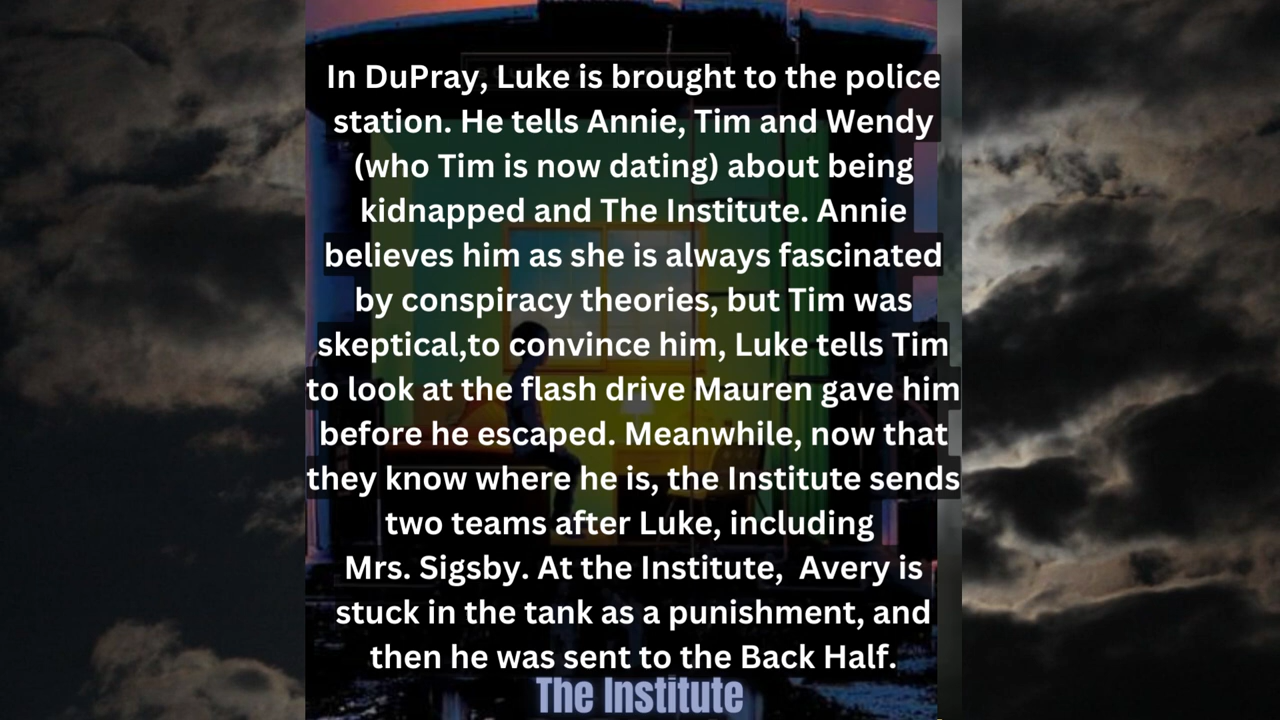 In DuPray, Luke is brought to the police
station. He tells Annie, Tim and Wendy
(who Tim is now dating) about being
kidnapped and The Institute. Annie
believes him as she is always fascinated
by conspiracy theories, but Tim was
skeptical,to convince him, Luke tells Tim
to look at the flash drive Mauren gave him
before he escaped. Meanwhile, now that
they know where he is, the Institute sends
two teams after Luke, including
Mrs. Sigsby. At the Institute,  Avery is
stuck in the tank as a punishment, and
then he was sent to the Back Half.
The Institute